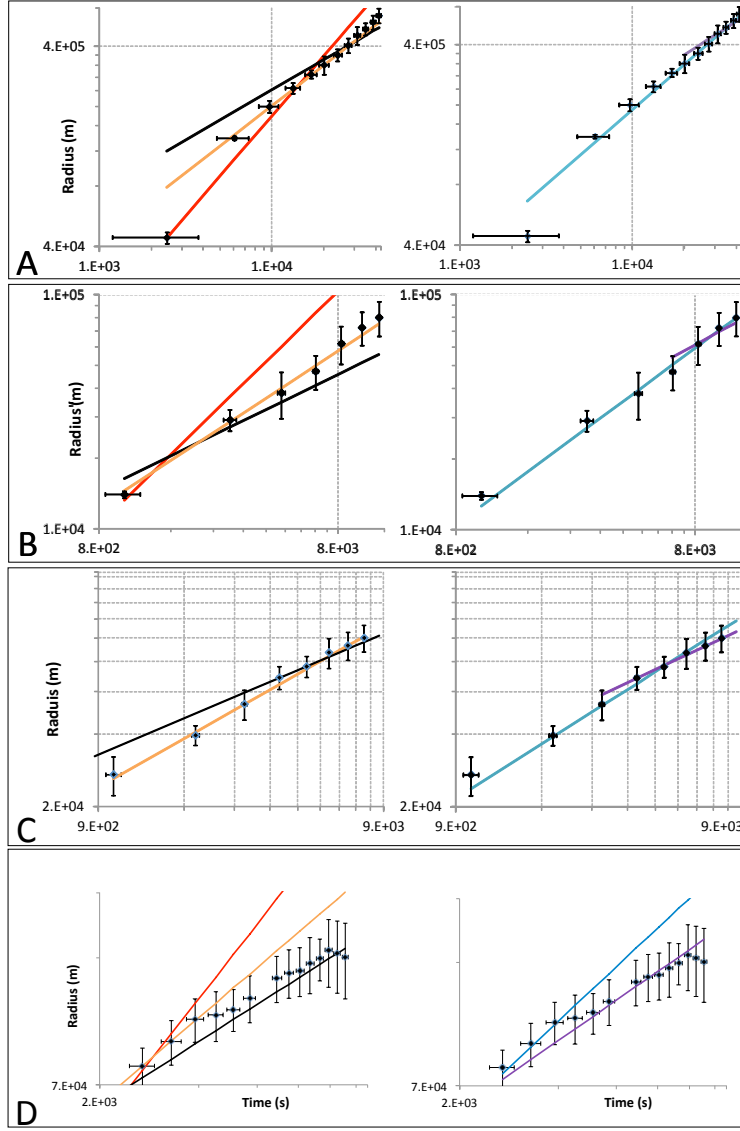 4.E+05
4.E+05
Radius (m)
4.E+04
4.E+04
1.E+03
1.E+04
1.E+03
1.E+04
A
1.E+05
1.E+05
Radius'(m)
1.E+04
1.E+04
8.E+02
8.E+03
8.E+02
8.E+03
B
Raduis (m)
2.E+04
2.E+04
9.E+02
9.E+03
9.E+02
9.E+03
C
Radius (m)
7.E+04
7.E+04
2.E+03
Time (s)
2.E+03
Time (s)
D